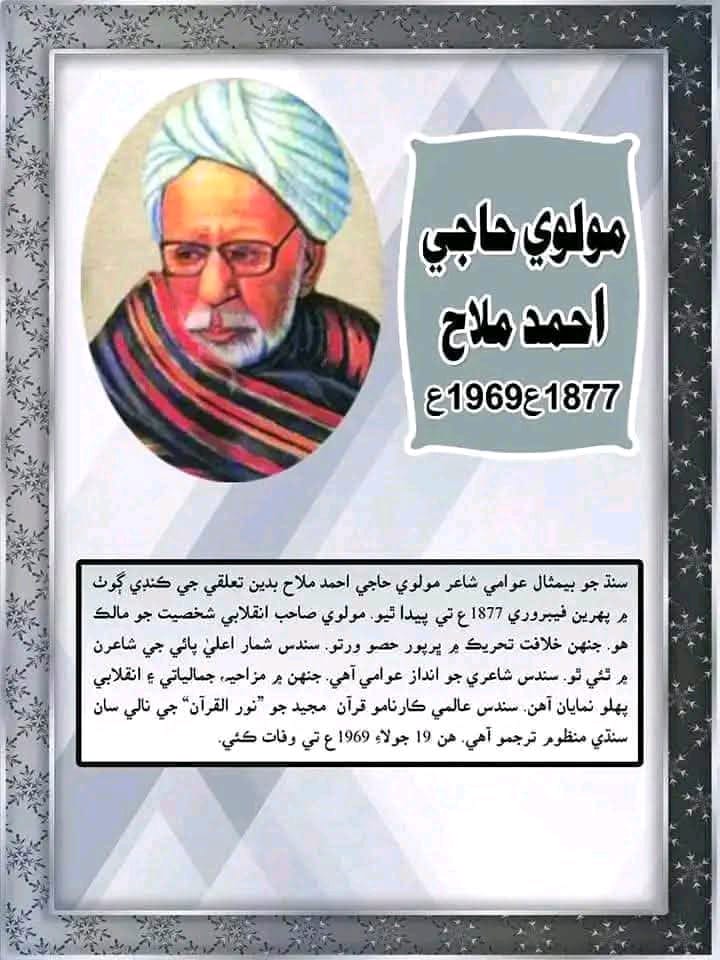 مولوي حاجي
احمد ملاح
1877ع1969ع
سنڌ جو بيمثال عوامي شاعر مولوي حاجي احمد ملاح بدين تعلقي جي ڪنڊي ڳوٺ
۾ پهرين فيبروري 1877ع تي پيدا ٿيو. مولوي صاحب انقلابي شخصيت جو مالڪ
هو. جنهن خلافت تحريڪ ۾ ڀرپور حصو ورتو. سندس شمار اعليٰ پائي جي شاعرن
۾ ٿئي ٿو. سندس شاعري جو انداز عوامي آهي. جنهن ۾ مزاحيہ، جمالياتي ۽ انقلابي
پهلو نمايان آهن. سندس عالمي ڪارنامو قرآن مجيد جو ”نور القرآن“ جي نالي سان
سنڌي منظوم ترجمو آهي. هن 19 جولاءِ 1969ع تي وفات ڪئي.